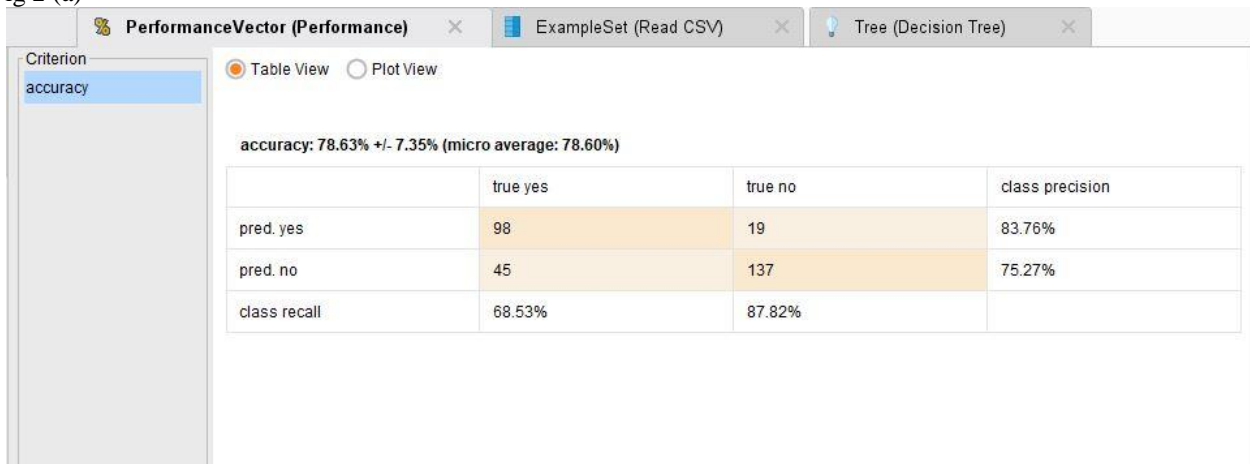 PerformanceVector (Performance) ExampleSet (Read CSV) Tree (Decision Tree)
Criterion
accuracy
Table View Plot View
accuracy: 78.63% +/- 7.35% (micro average: 78.60%)
true yes true no class precision
pred. yes 98 19 83.76%
pred. no 45 137 75.27%
class recall 68.53% 87.82%